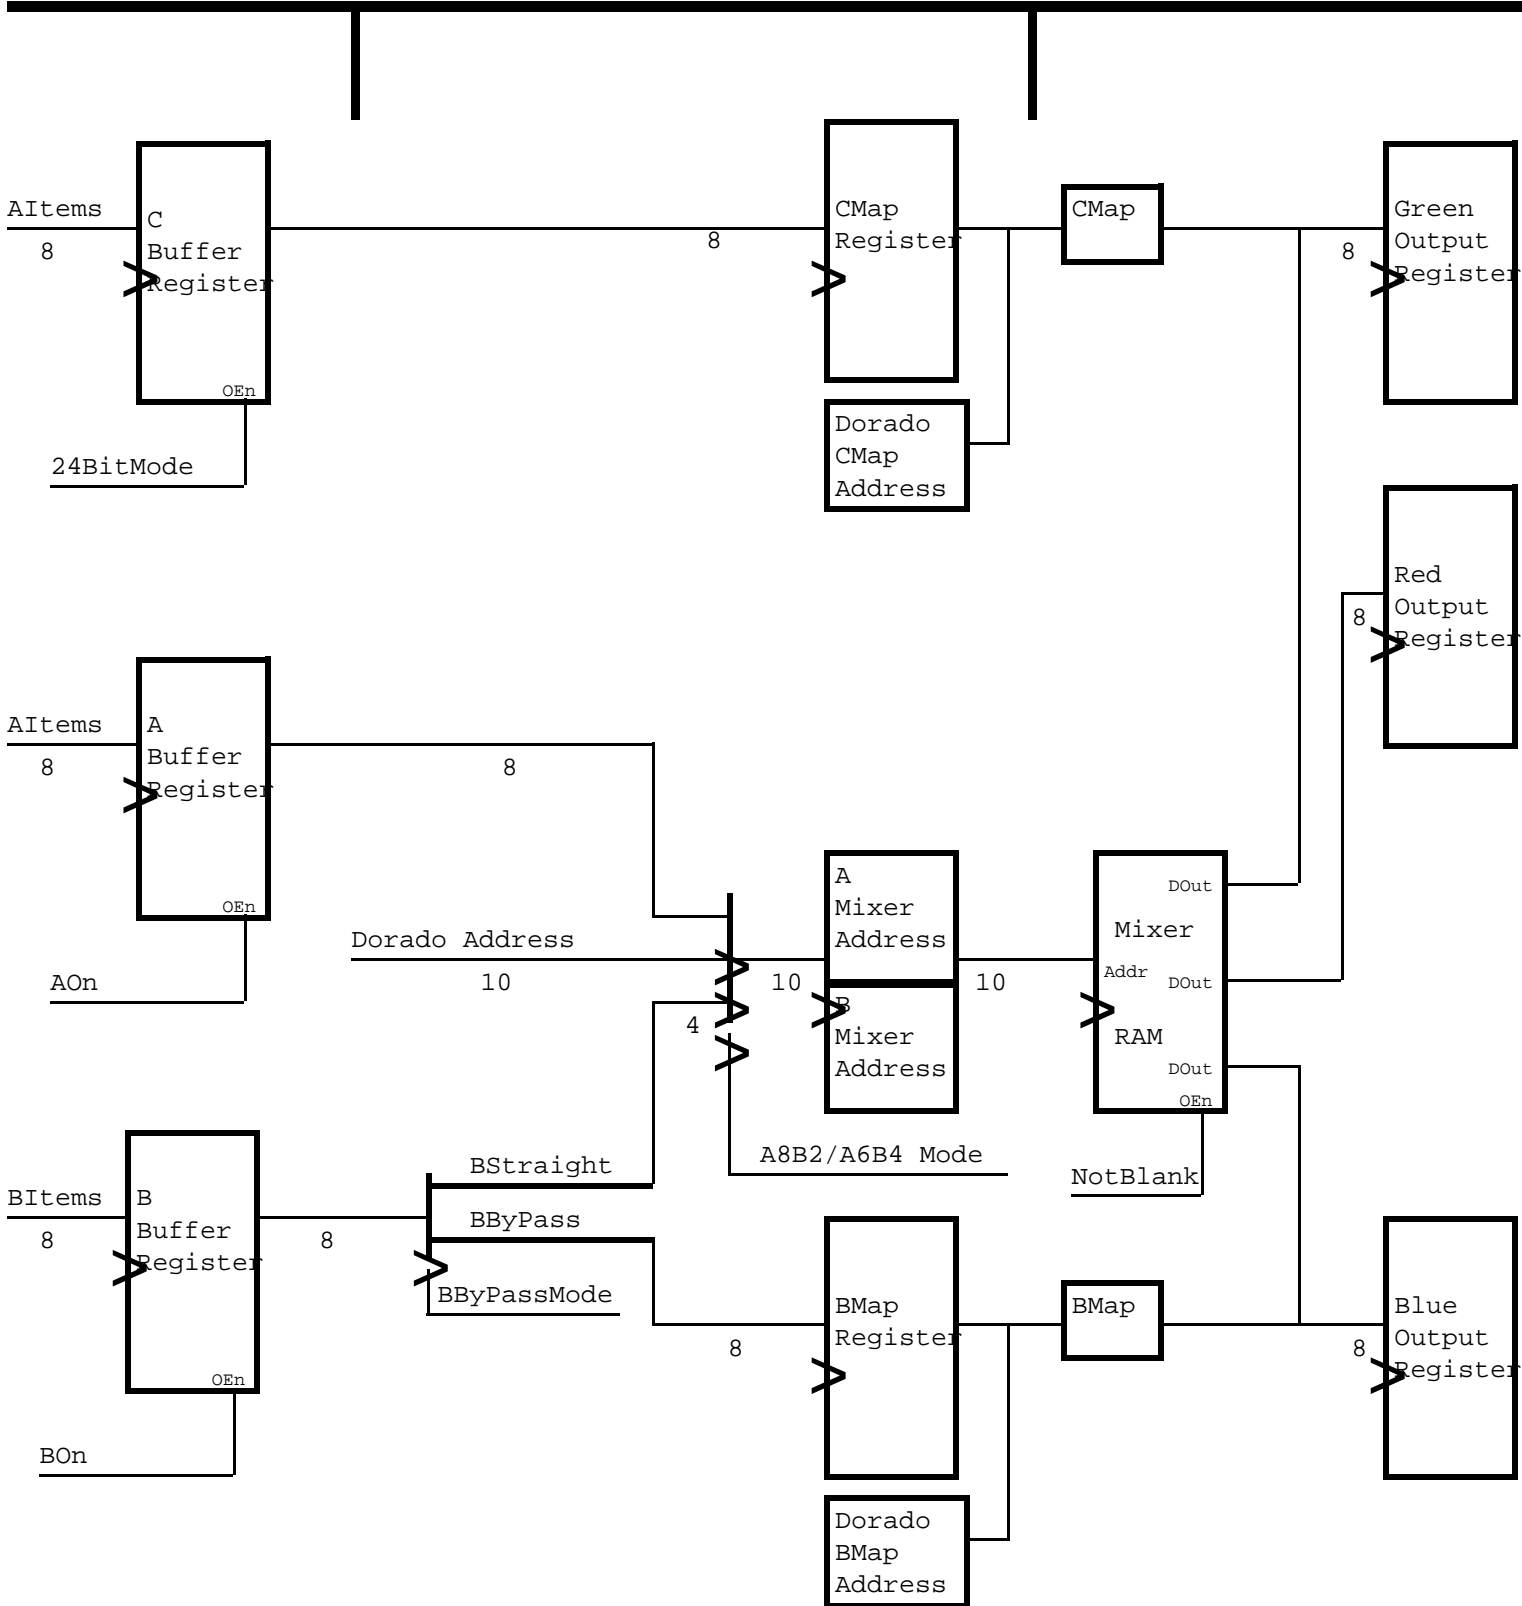 AItems
8
C
Buffer
Register
OEn
24BitMode
8
CMap
Register
CMap
8
Green
Output
Register
Dorado
CMap
Address
8
Red
Output
Register
AItems
8
A
Buffer
Register
OEn
AOn
8
Dorado Address
10
4
10
A
Mixer
Address
B
Mixer
Address
10
DOut
Mixer
Addr
DOut
RAM
DOut
OEn
A8B2/A6B4 Mode
NotBlank
BItems
8
B
Buffer
Register
OEn
BOn
8
BStraight
BByPass
BByPassMode
8
BMap
Register
BMap
8
Blue
Output
Register
Dorado
BMap
Address